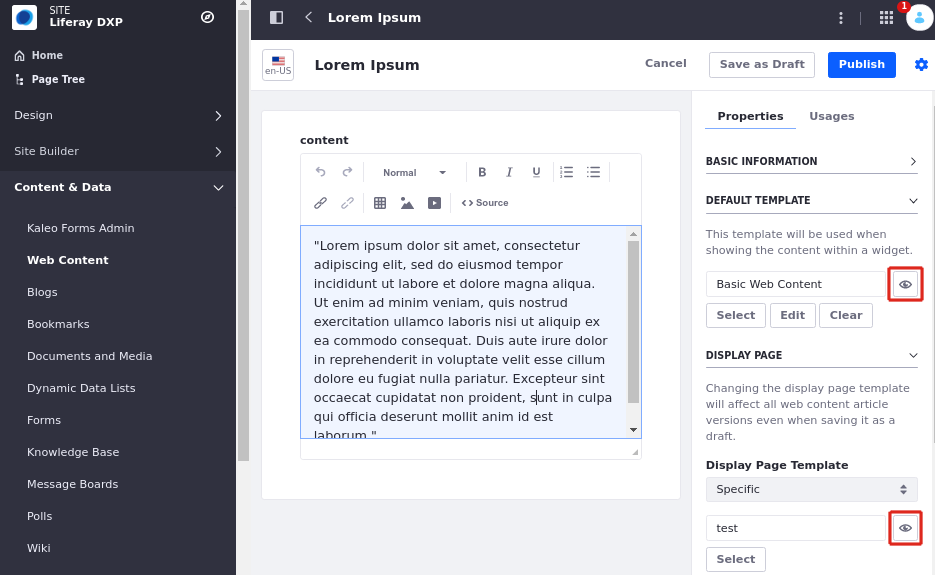 SITE
Liferay DXP
Home
Page Tree
Design
Site Builder
Content & Data
Kaleo Forms Admin
Web Content
Blogs
Bookmarks
Documents and Media
Dynamic Data Lists
Forms
Knowledge Base
Message Boards
Polls
Wiki
Lorem Ipsum
1
en-US
Lorem Ipsum
Cancel
Save as Draft
Publish
content
Normal
B I U
Source
"Lorem ipsum dolor sit amet, consectetur
adipiscing elit, sed do eiusmod tempor
incididunt ut labore et dolore magna aliqua.
Ut enim ad minim veniam, quis nostrud
exercitation ullamco laboris nisi ut aliquip ex
ea commodo consequat. Duis aute irure dolor
in reprehenderit in voluptate velit esse cillum
dolore eu fugiat nulla pariatur. Excepteur sint
occaecat cupidatat non proident, sunt in culpa
qui officia deserunt mollit anim id est
laborum."
Properties
Usages
BASIC INFORMATION
DEFAULT TEMPLATE
This template will be used when
showing the content within a widget.
Basic Web Content
Select
Edit
Clear
DISPLAY PAGE
Changing the display page template
will affect all web content article
versions even when saving it as a
draft.
Display Page Template
Specific
test
Select